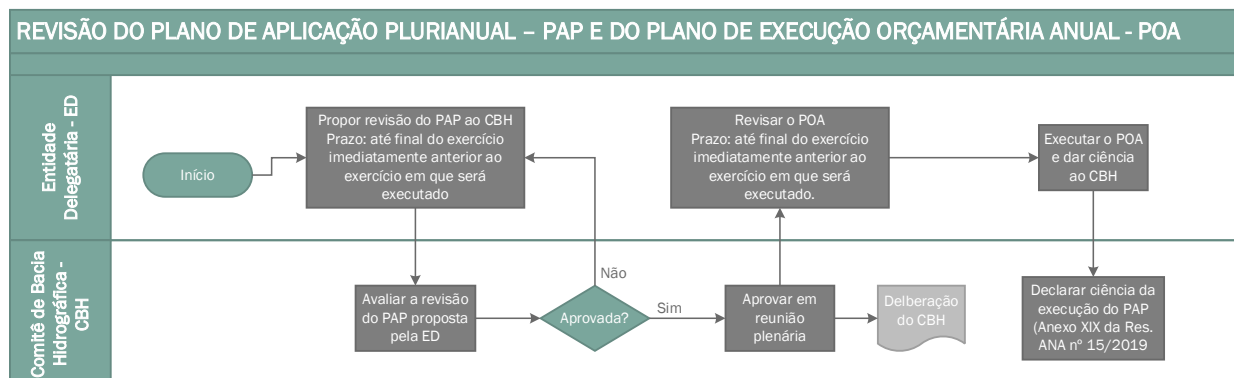 REVISÃO DO PLANO DE APLICAÇÃO PLURIANUAL – PAP E DO PLANO DE EXECUÇÃO ORÇAMENTÁRIA ANUAL - POA
Entidade
Delegatária - ED
Início
Propor revisão do PAP ao CBH
Prazo: até final do exercício
imediatamente anterior ao
exercício em que será
executado
Revisar o POA
Prazo: até final do exercício
imediatamente anterior ao
exercício em que será
executado.
Executar o POA
e dar ciência
ao CBH
Comitê de Bacia
Hidrográfica -
CBH
Avaliar a revisão
do PAP proposta
pela ED
Aprovada?
Não
Sim
Aprovar em
reunião
plenária
Delberação
do CBH
Declarar ciência da
execução do PAP
(Anexo XIX da Res.
ANA nº 15/2019